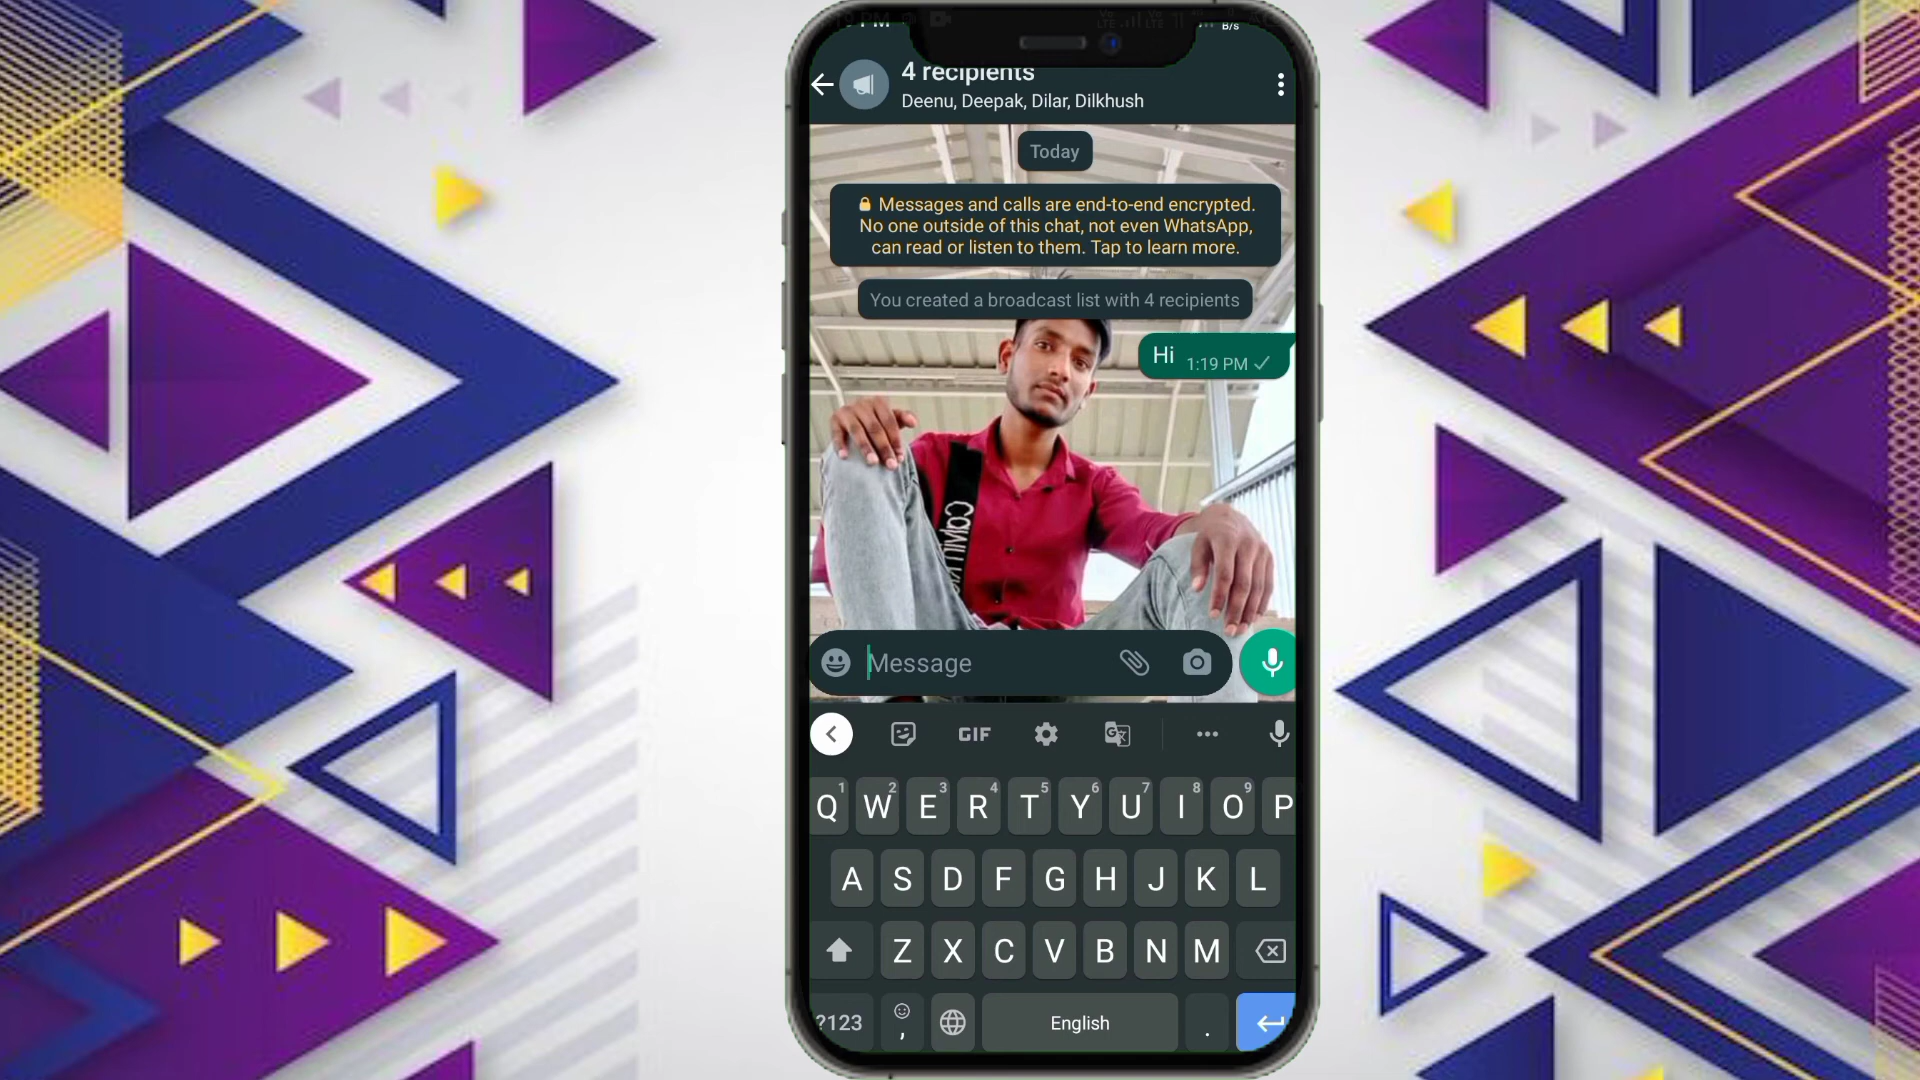 B/s
4 recipients
Deenu, Deepak, Dilar, Dilkhush
Today
Messages and calls are end-to-end encrypted.
No one outside of this chat, not even WhatsApp,
can read or listen to them. Tap to learn more.
You created a broadcast list with 4 recipients
Hi 1:19 PM
Message
GIF
1 2 3 4 5 6 7 8 9
Q W E R T Y U I O P
A S D F G H J K L
Z X C V B N M
?123 , English .